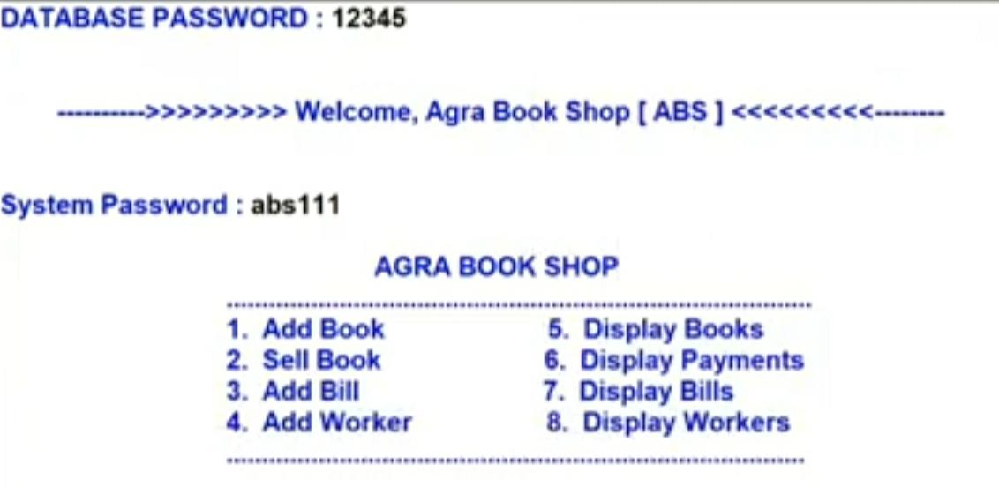 DATABASE PASSWORD : 12345
---------->>>>>>>>> Welcome, Agra Book Shop [ ABS ] <<<<<<<<<--------
System Password : abs111
AGRA BOOK SHOP
1. Add Book 5. Display Books
2. Sell Book 6. Display Payments
3. Add Bill 7. Display Bills
4. Add Worker 8. Display Workers